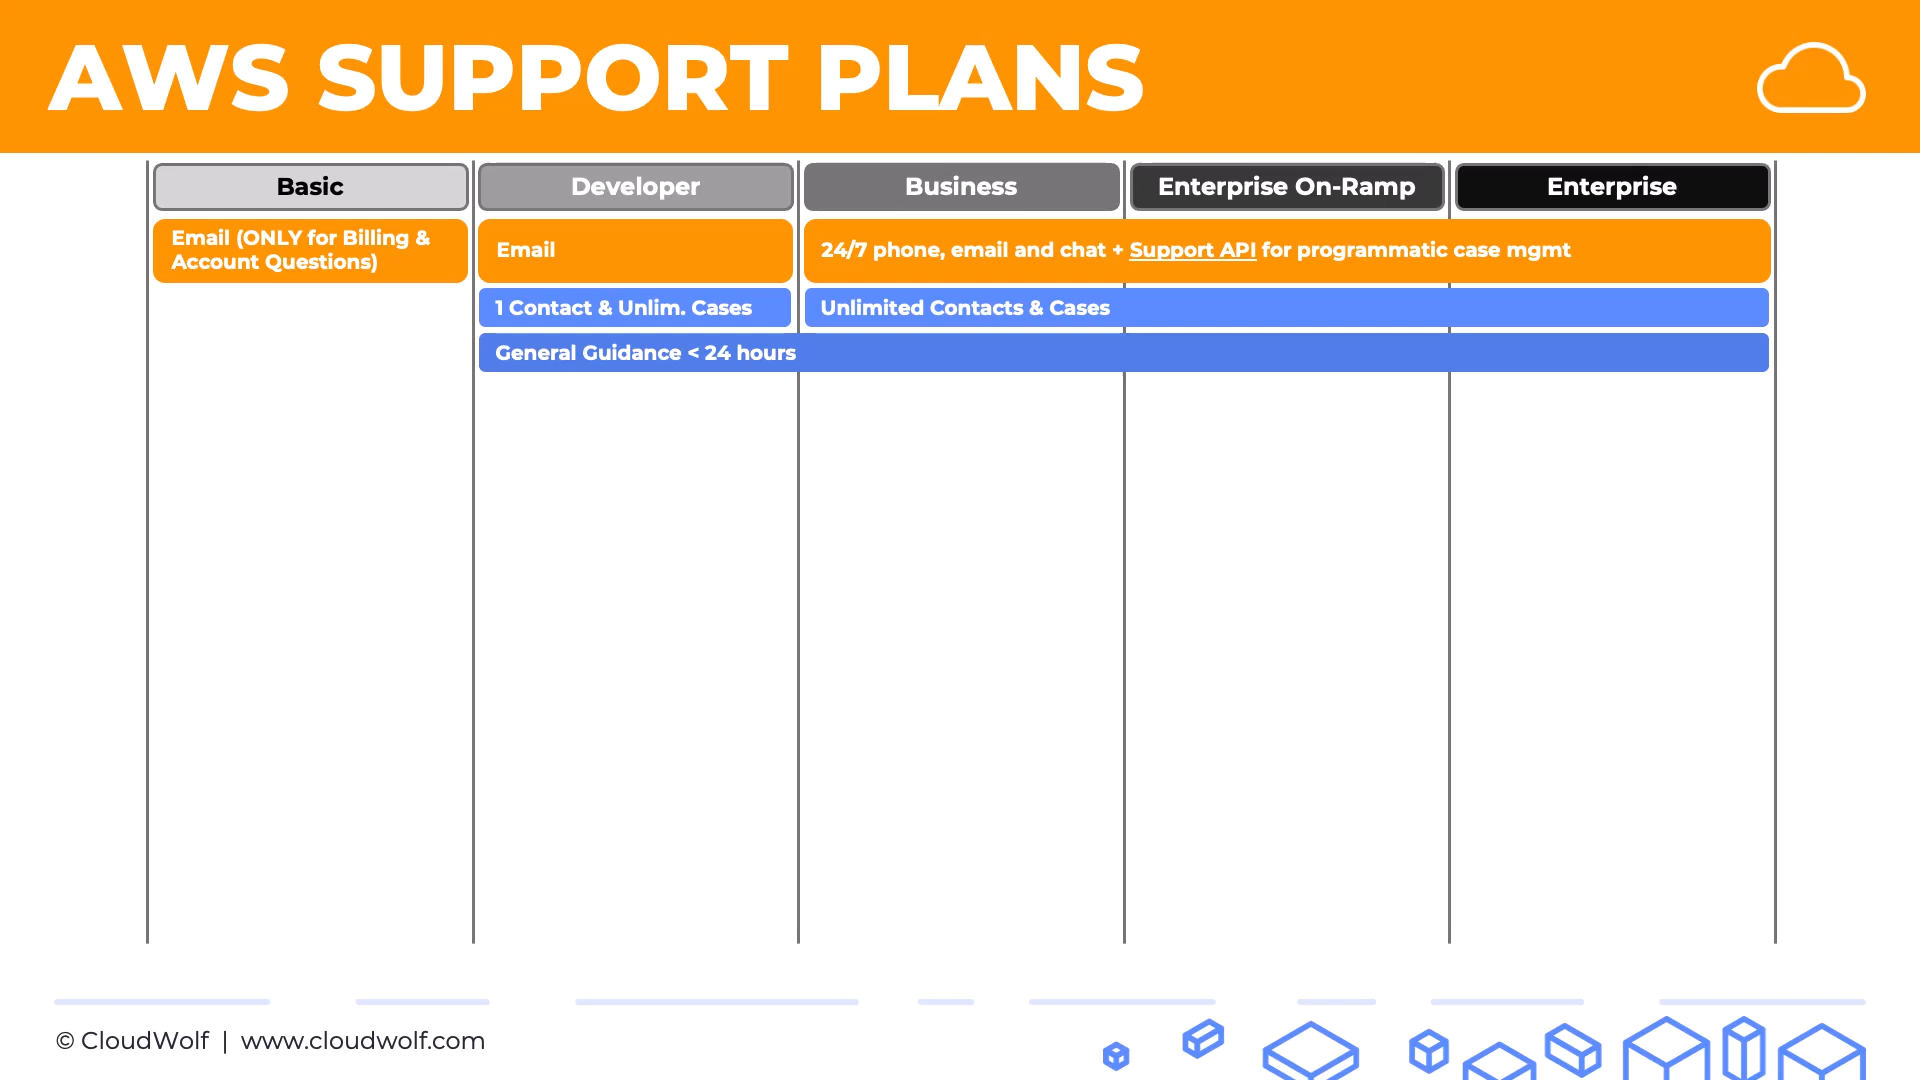 AWS SUPPORT PLANS
Basic
Developer
Business
Enterprise On-Ramp
Enterprise
Email (ONLY for Billing &
Account Questions)
Email
24/7 phone, email and chat + Support API for programmatic case mgmt
1 Contact & Unlim. Cases
Unlimited Contacts & Cases
General Guidance < 24 hours
© CloudWolf | www.cloudwolf.com